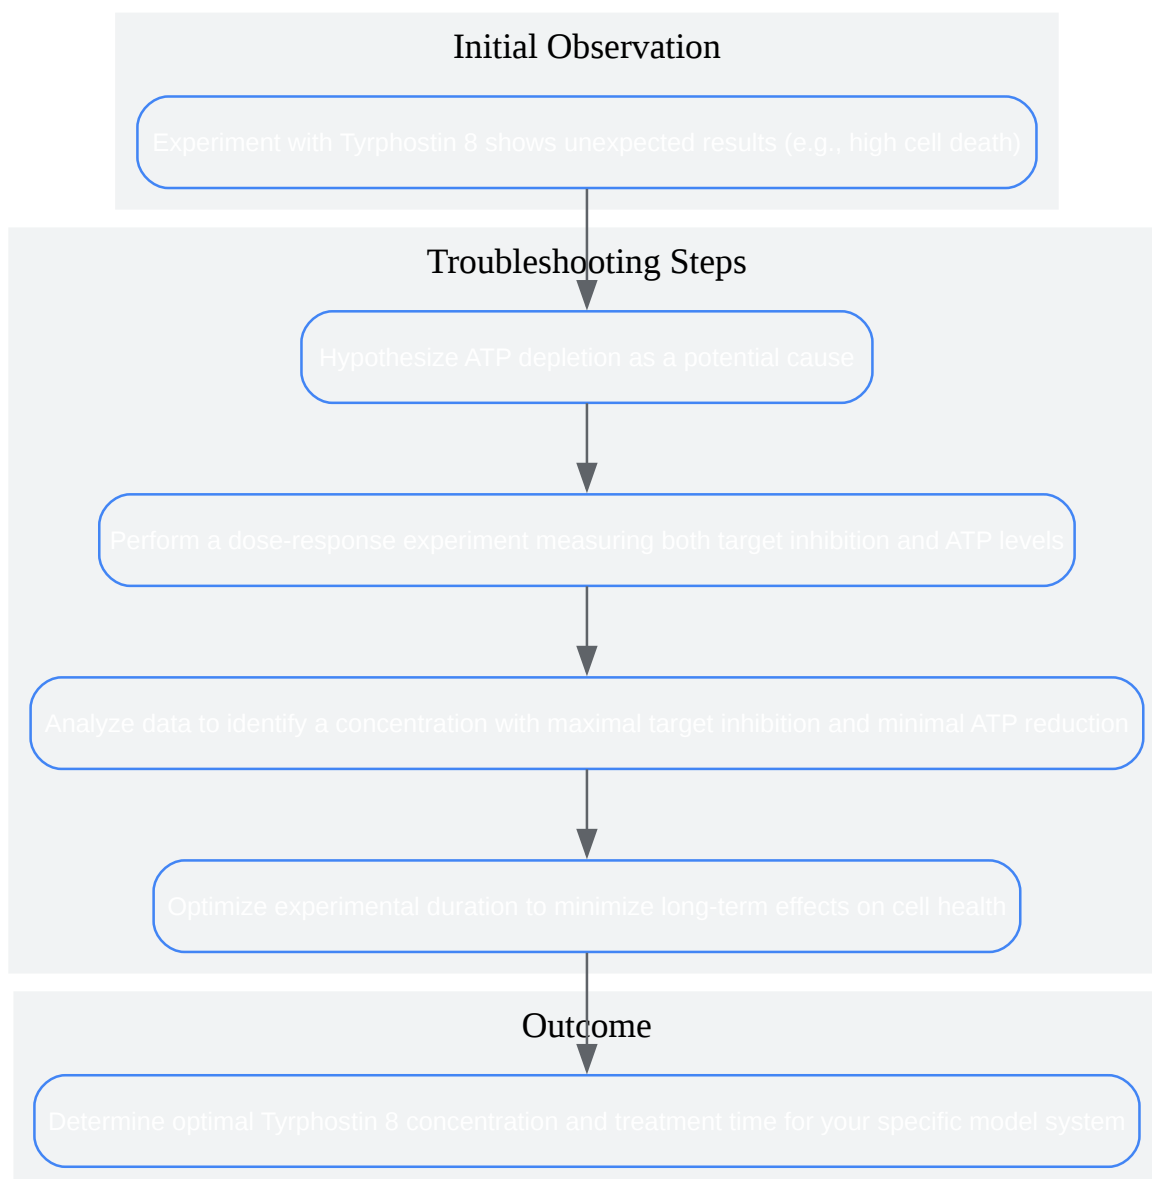 Initial Observation
Experiment with Tyrphostin 8 shows unexpected results (e.g., high cell death)
Troubleshooting Steps
Hypothesize ATP depletion as a potential cause
Perform a dose-response experiment measuring both target inhibition and ATP levels
Analyze data to identify a concentration with maximal target inhibition and minimal ATP reduction
Optimize experimental duration to minimize long-term effects on cell health
Outcome
Determine optimal Tyrphostin 8 concentration and treatment time for your specific model system